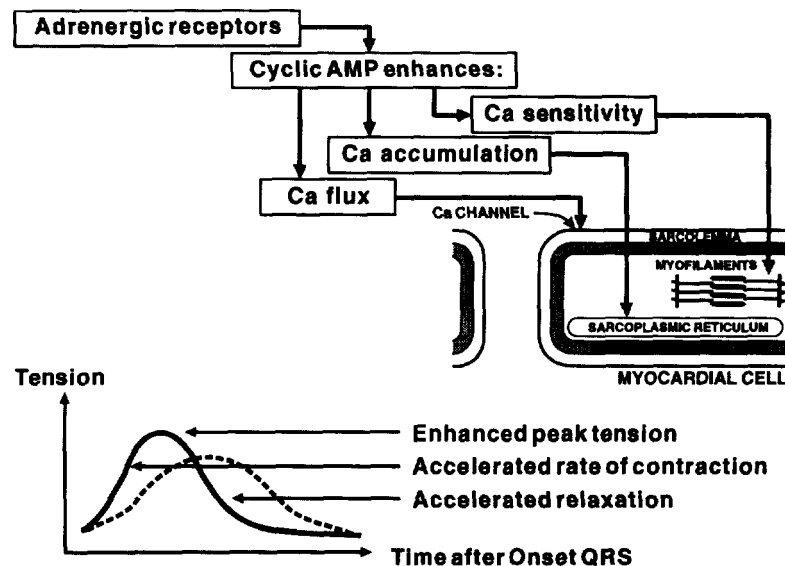 Adrenergic receptors
Cyclic AMP enhances:
Ca sensitivity
Ca accumulation
Ca flux
Ca CHANNEL
SARCOLEMMA
MYOFILAMENTS
SARCOPLASMIC RETICULUM
MYOCARDIAL CELL
Tension
Enhanced peak tension
Accelerated rate of contraction
Accelerated relaxation
Time after Onset QRS